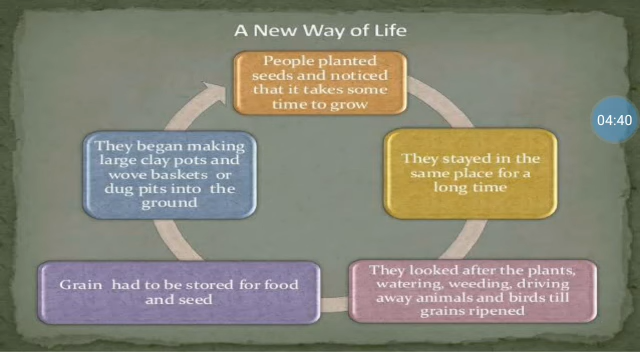 A New Way of Life
People planted
seeds and noticed
that it takes some
time to grow
04:40
They stayed in the
same place for a
long time
They looked after the plants,
watering, weeding, driving
away animals and birds till
grains ripened
Grain had to be stored for food
and seed
They began making
large clay pots and
wove baskets or
dug pits into the
ground